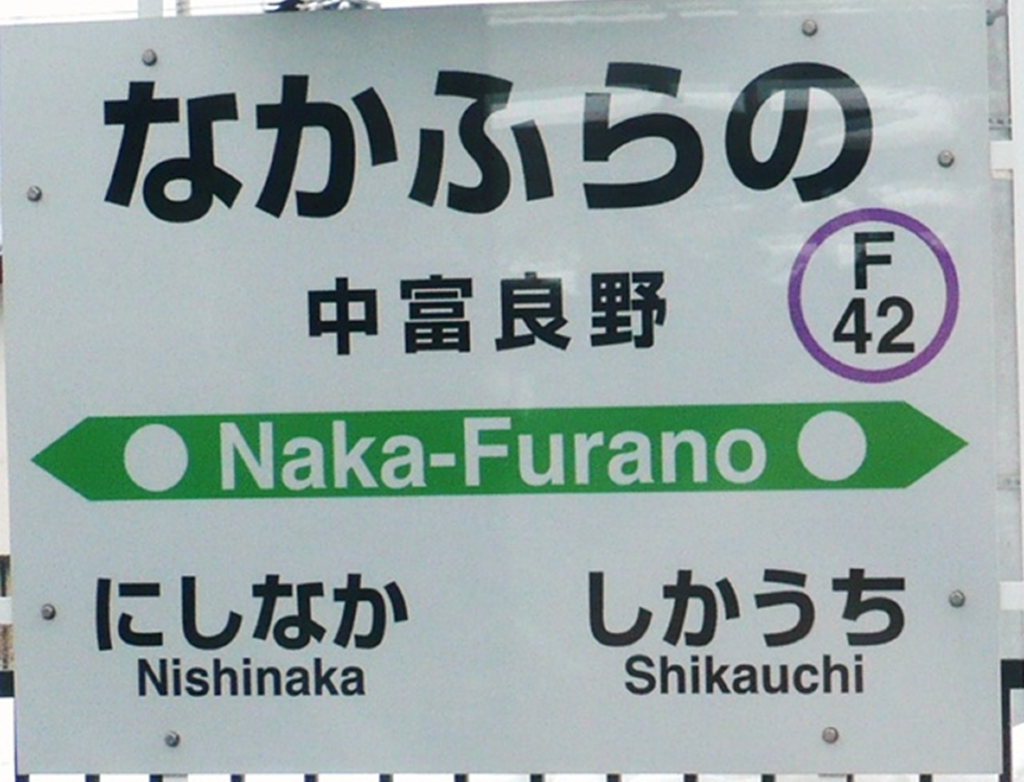 なかふらの
中富良野
F
42
Naka-Furano
にしなか しかうち
Nishinaka Shikauchi